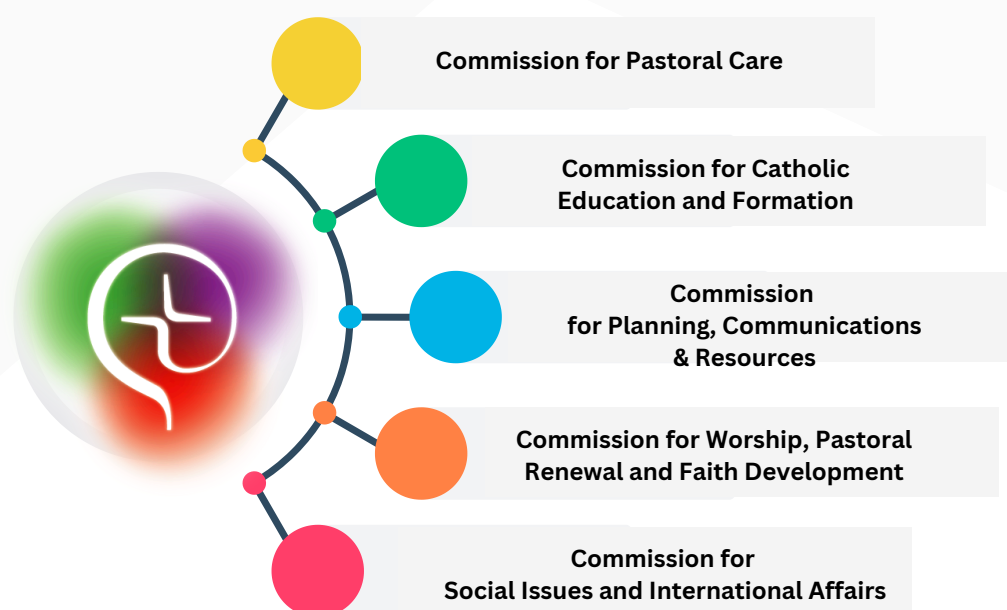 Commission for Pastoral Care
Commission for Catholic
Education and Formation
Commission
for Planning, Communications
& Resources
Commission for Worship, Pastoral
Renewal and Faith Development
Commission for
Social Issues and International Affairs